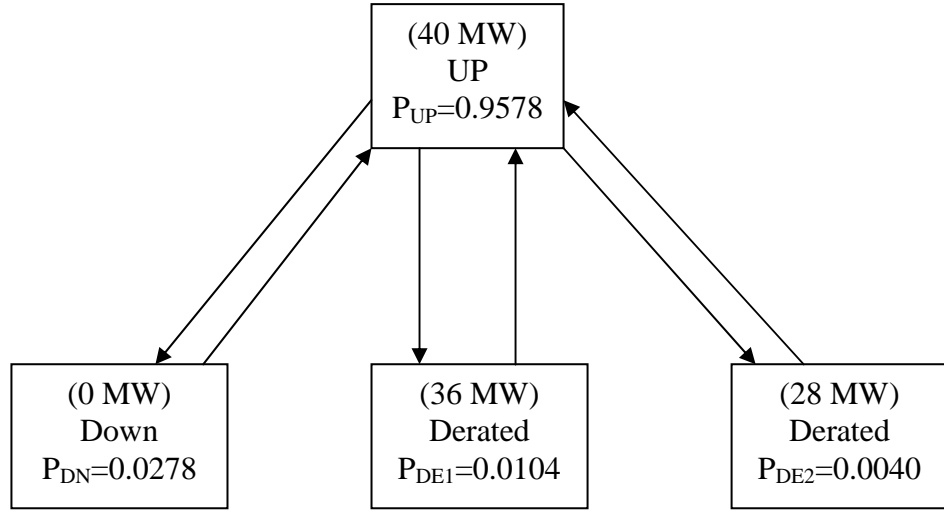 (40 MW)
UP
P_UP=0.9578
(0 MW)
Down
P_DN=0.0278
(36 MW)
Derated
P_DE1=0.0104
(28 MW)
Derated
P_DE2=0.0040